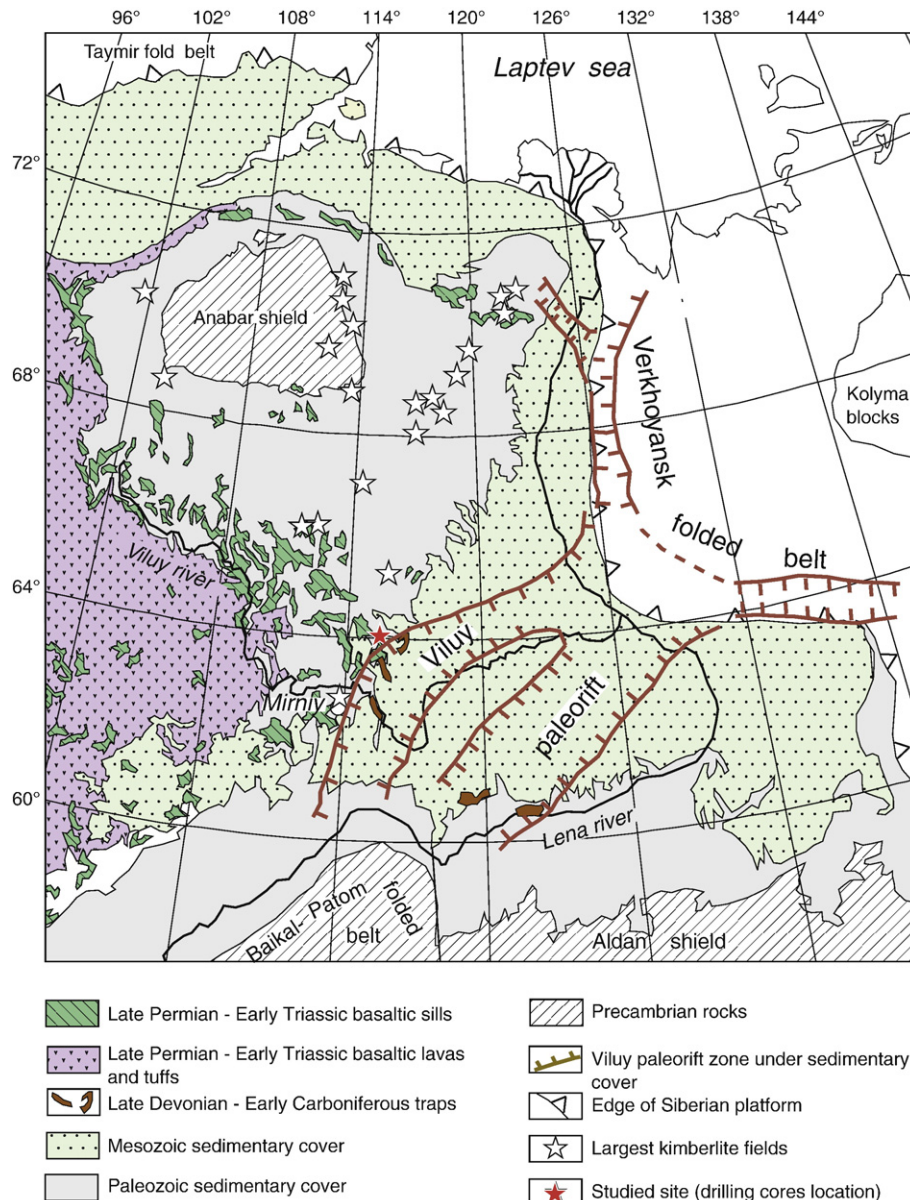 96° 102° 108° 114° 120° 126° 132° 138° 144°
Taymir fold belt
Laptev sea
72°
Anabar shield
Verkhoyansk
68°
Kolyma
blocks
folded
belt
Viluy river
64°
Viluy
Mirniy
paleorift
60°
Lena river
Baikal- Patom
folded
belt
Aldan shield
Late Permian - Early Triassic basaltic sills
Late Permian - Early Triassic basaltic lavas
and tuffs
Late Devonian - Early Carboniferous traps
Mesozoic sedimentary cover
Paleozoic sedimentary cover
Precambrian rocks
Viluy paleorift zone under sedimentary
cover
Edge of Siberian platform
Largest kimberlite fields
Studied site (drilling cores location)